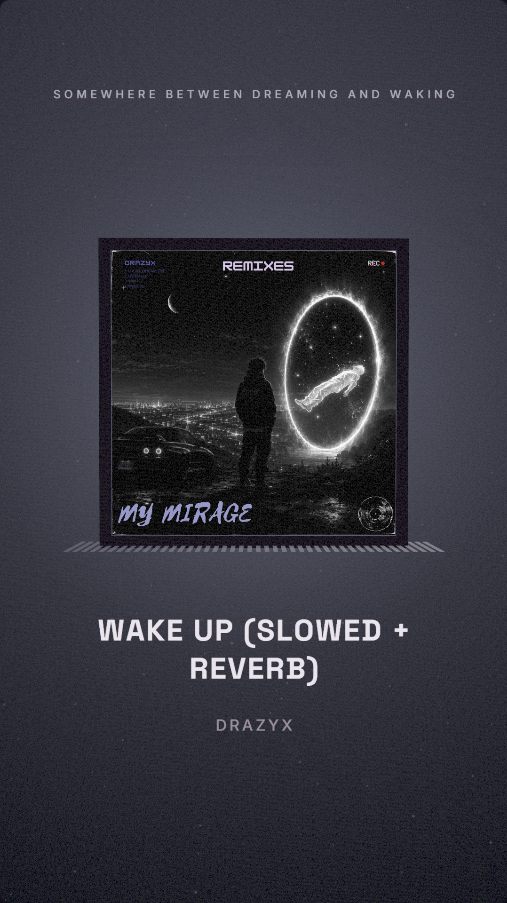 SOMEWHERE BETWEEN DREAMING AND WAKING
DRAZYX
REMIXES
REC
MY MIRAGE
WAKE UP (SLOWED +
REVERB)
DRAZYX